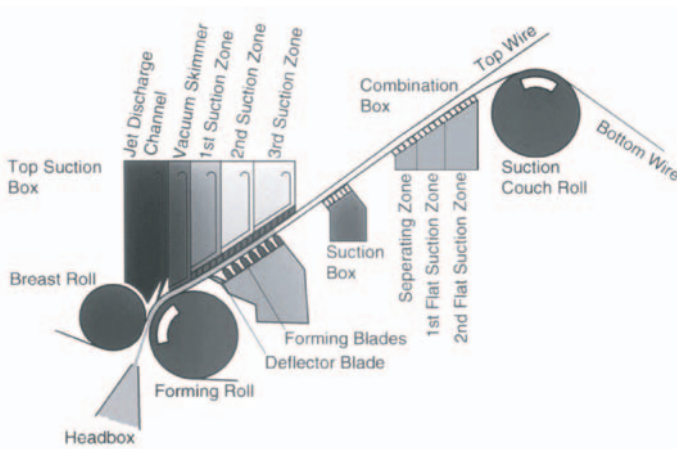 Top Wire
Combination
Box
Jet Discharge
Channel
Vacuum Skimmer
1st Suction Zone
2nd Suction Zone
3rd Suction Zone
Bottom Wire
Top Suction
Box
Suction
Couch Roll
Suction
Box
Seperating Zone
1st Flat Suction Zone
2nd Flat Suction Zone
Breast Roll
Forming Blades
Deflector Blade
Forming Roll
Headbox